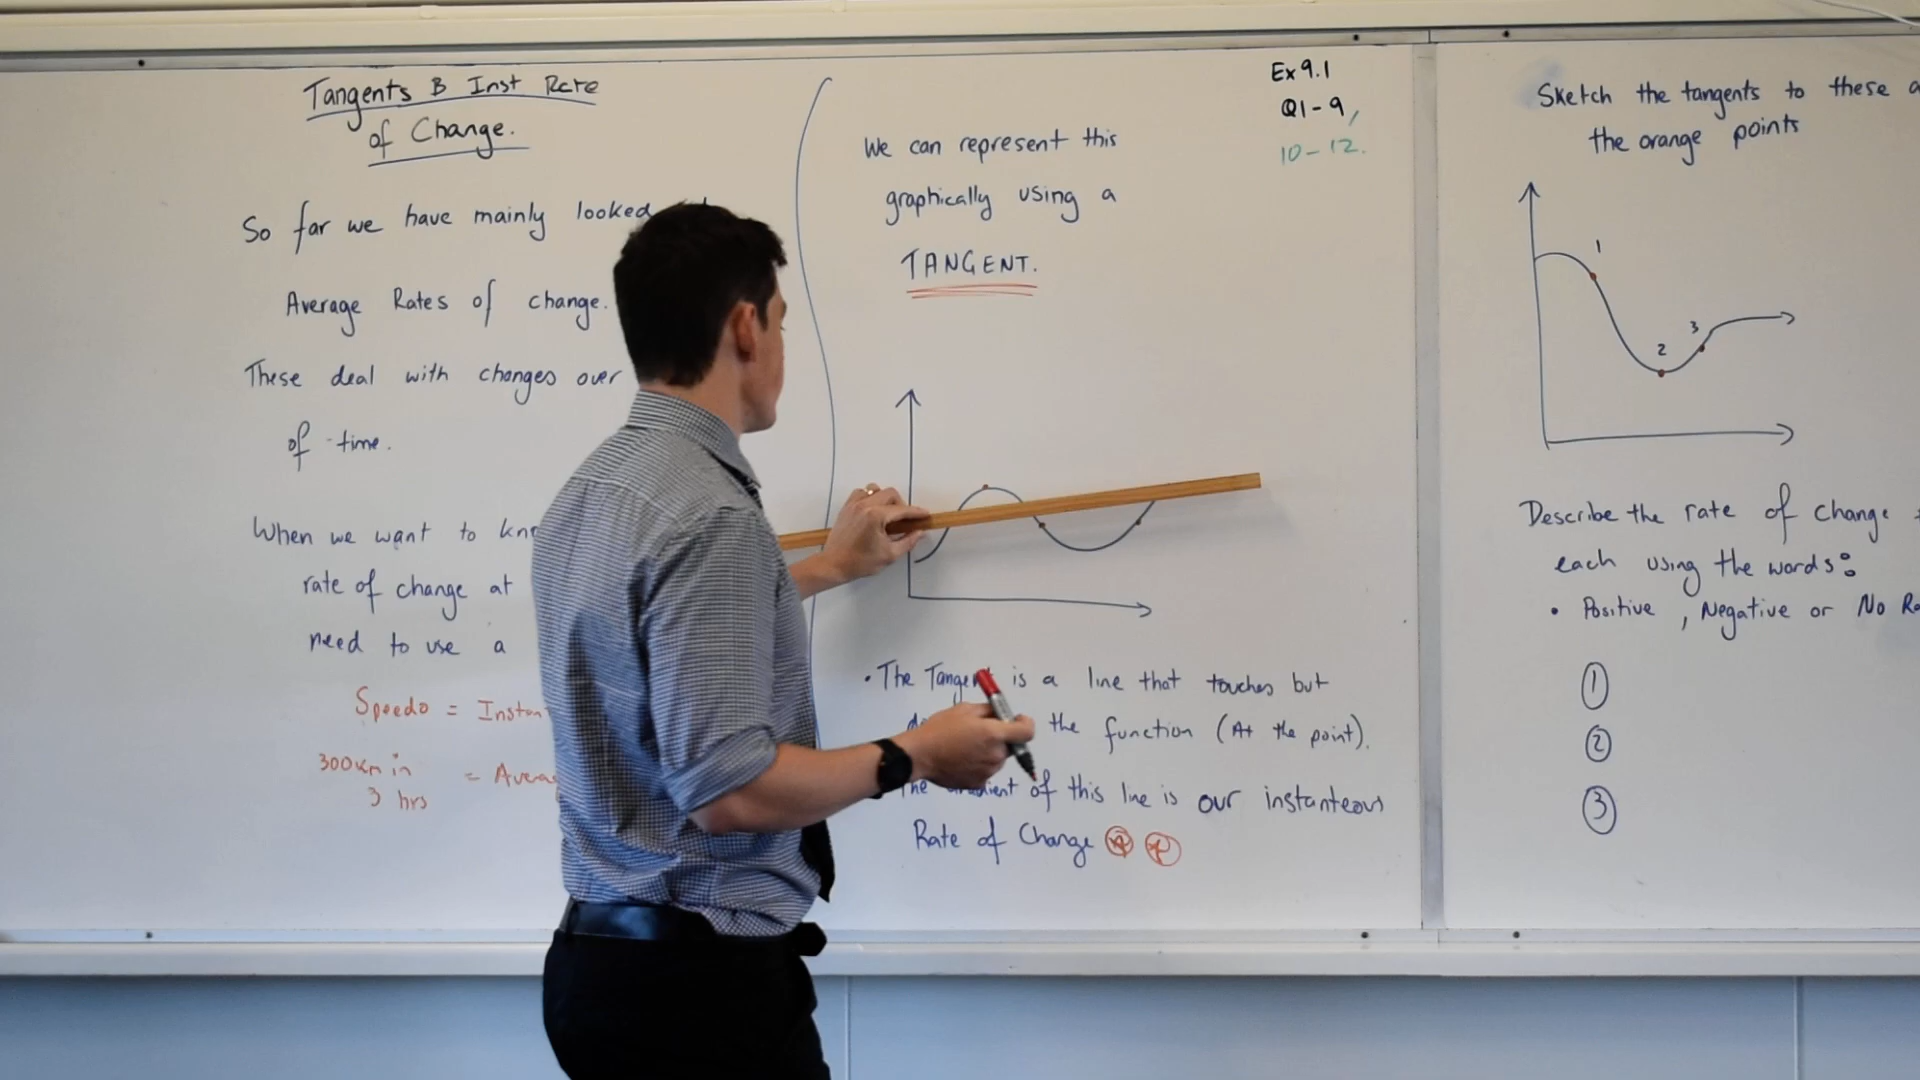 Tangents & Inst Rate
of Change.
So far we have mainly looked
Average Rates of change.
These deal with changes over
of time.
When we want to
rate of change at
need to use a
Speedo =
300km in
3 hrs
=
We can represent this
graphically using a
TANGENT.
• The Tangent is a line that touches but
the function (At the point).
of this line is our instanteous
Rate of Change
Ex 9.1
Q1-9,
10-12.
Sketch the tangents to these
the orange points
1
2
3
Describe the rate of change
each using the words:
• Positive, Negative or No
1
2
3